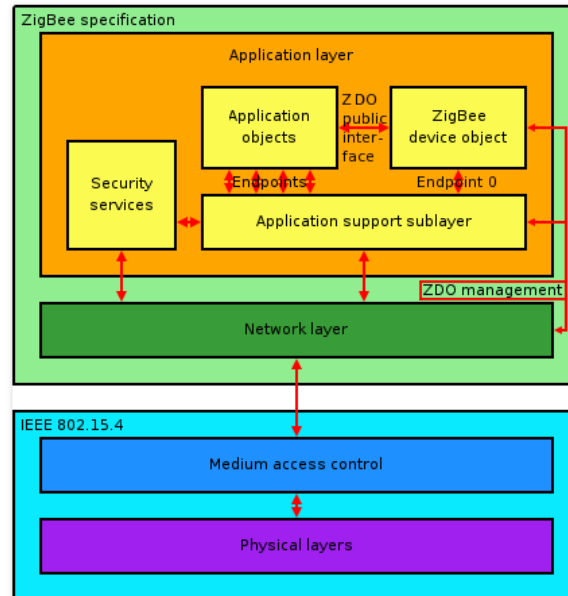 ZigBee specification
Application layer
Application
objects
ZDO
public
inter-
face
ZigBee
device object
Security
services
Endpoints
Endpoint 0
Application support sublayer
ZDO management
Network layer
IEEE 802.15.4
Medium access control
Physical layers